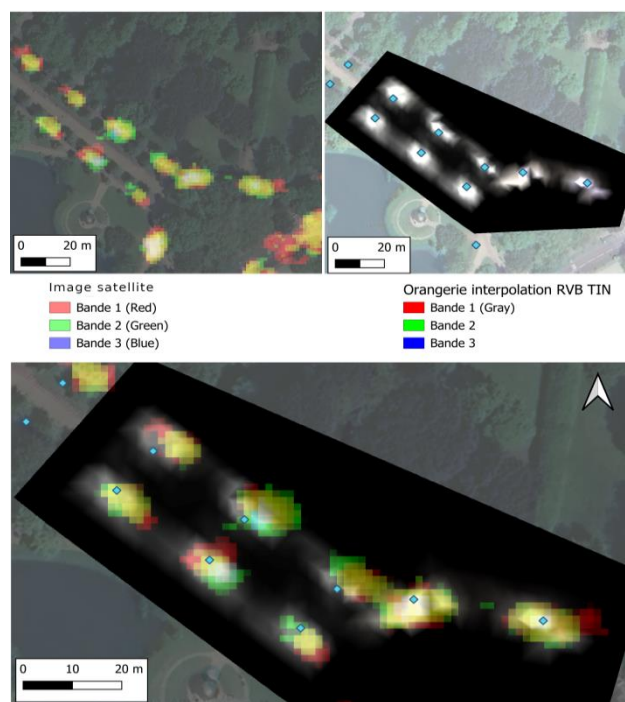 0 20 m
0 20 m
Image satellite
Bande 1 (Red)
Bande 2 (Green)
Bande 3 (Blue)
Orangerie interpolation RVB TIN
Bande 1 (Gray)
Bande 2
Bande 3
0 10 20 m